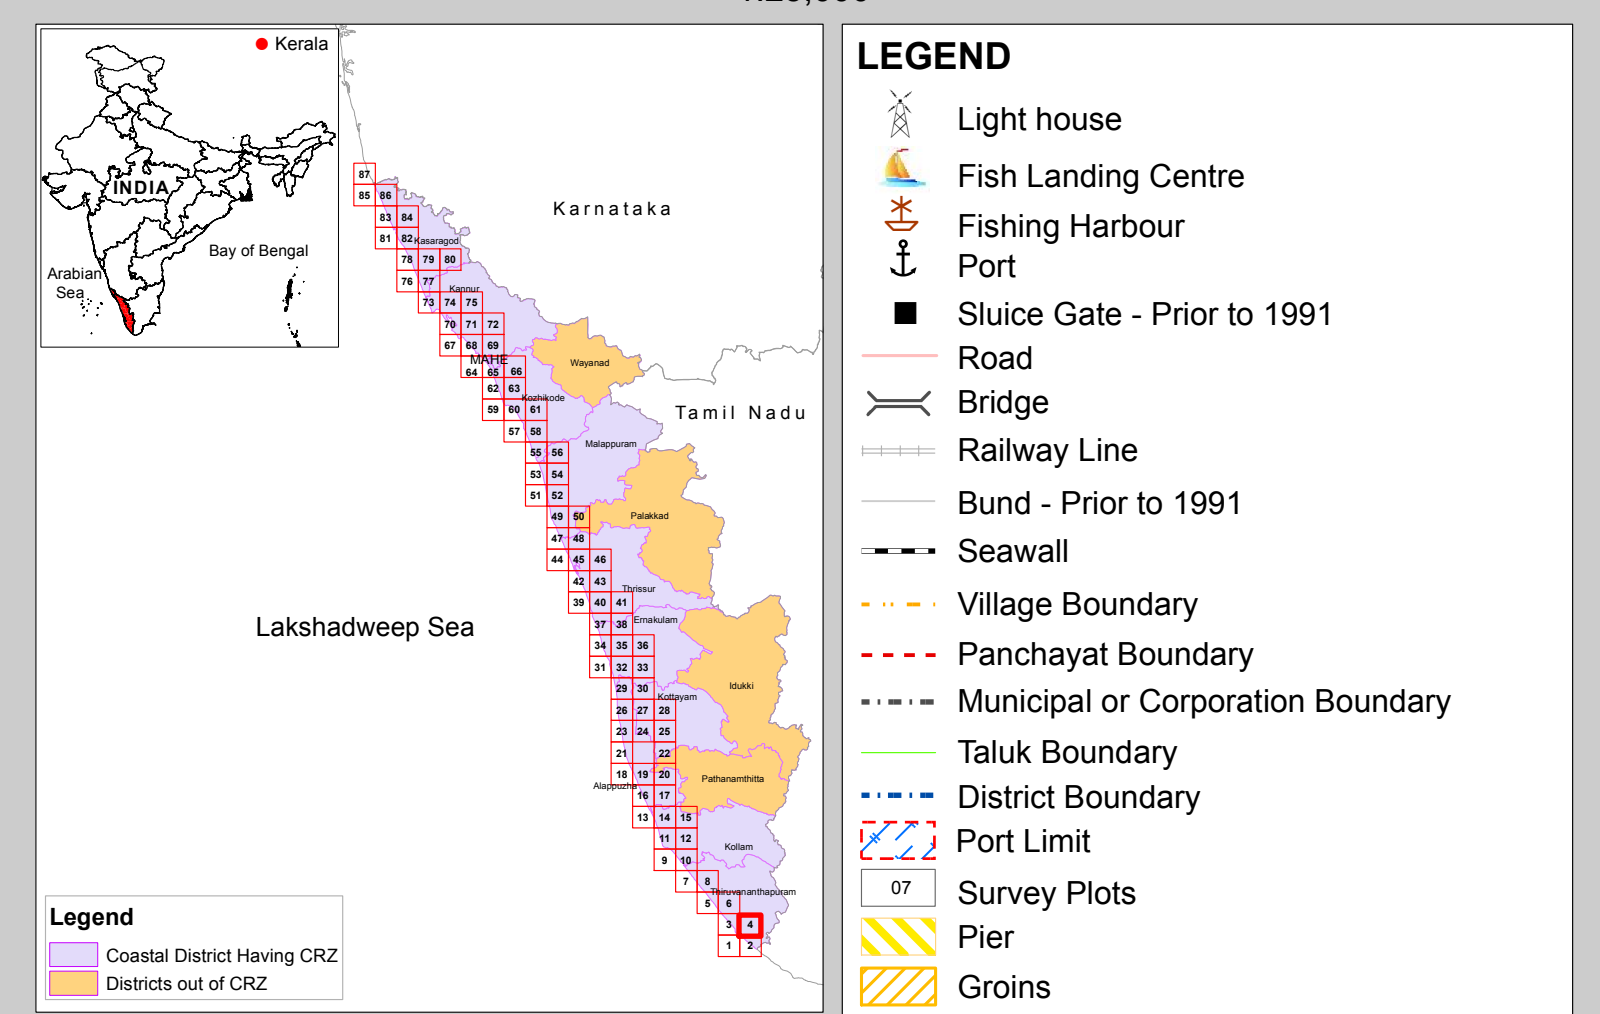 Kerala
INDIA
Bay of Bengal
Arabian
Sea
Karnataka
87
85 86
83 84
81 82
Kasaragod
78 79 80
76 77
Kannur
73 74 75
70 71 72
67 68 69
MAHE
64 65 66
Wayanad
62 63
Kozhikode
59 60 61
Tamil Nadu
57 58
Malappuram
55 56
53 54
51 52
49 50
Palakkad
47 48
44 45 46
42 43
Thrissur
39 40 41
Ernakulam
37 38
Lakshadweep Sea
34 35 36
31 32 33
29 30
Idukki
Kottayam
26 27 28
23 24 25
21 22
18 19 20
Pathanamthitta
Alappuzha
16 17
13 14 15
11 12
Kollam
9 10
7 8
Thiruvananthapuram
5 6
3 4
1 2
Legend
Coastal District Having CRZ
Districts out of CRZ
LEGEND
Light house
Fish Landing Centre
Fishing Harbour
Port
Sluice Gate - Prior to 1991
Road
Bridge
Railway Line
Bund - Prior to 1991
Seawall
Village Boundary
Panchayat Boundary
Municipal or Corporation Boundary
Taluk Boundary
District Boundary
Port Limit
07 Survey Plots
Pier
Groins